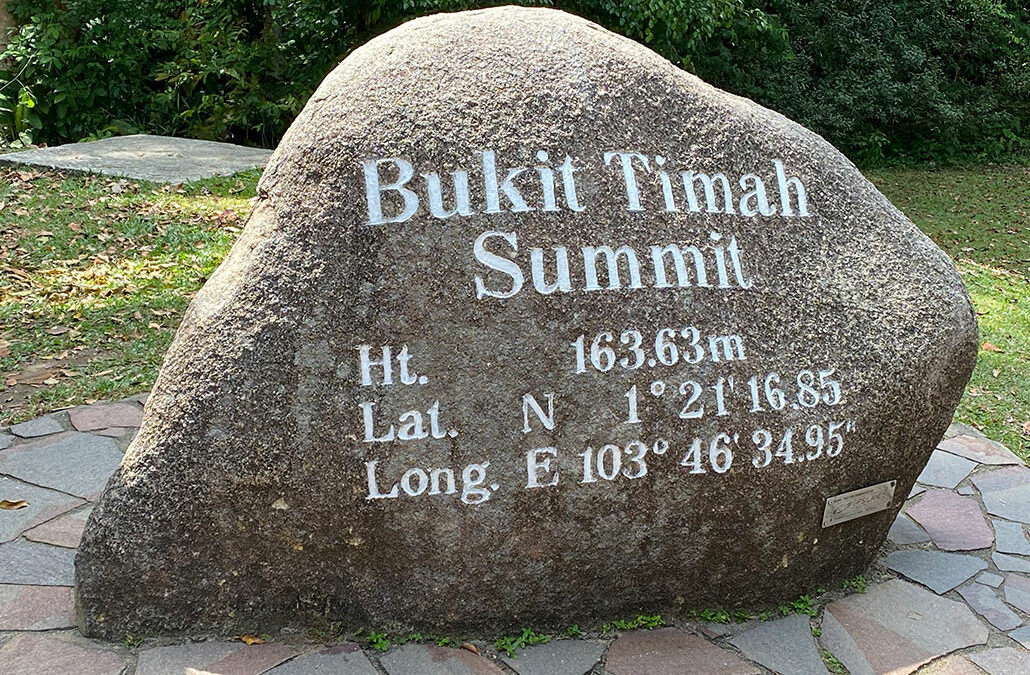 Bukit Timah
Summit
Ht. 163.63m
Lat. N 1° 21' 16.85
Long. E 103° 46' 34.95"